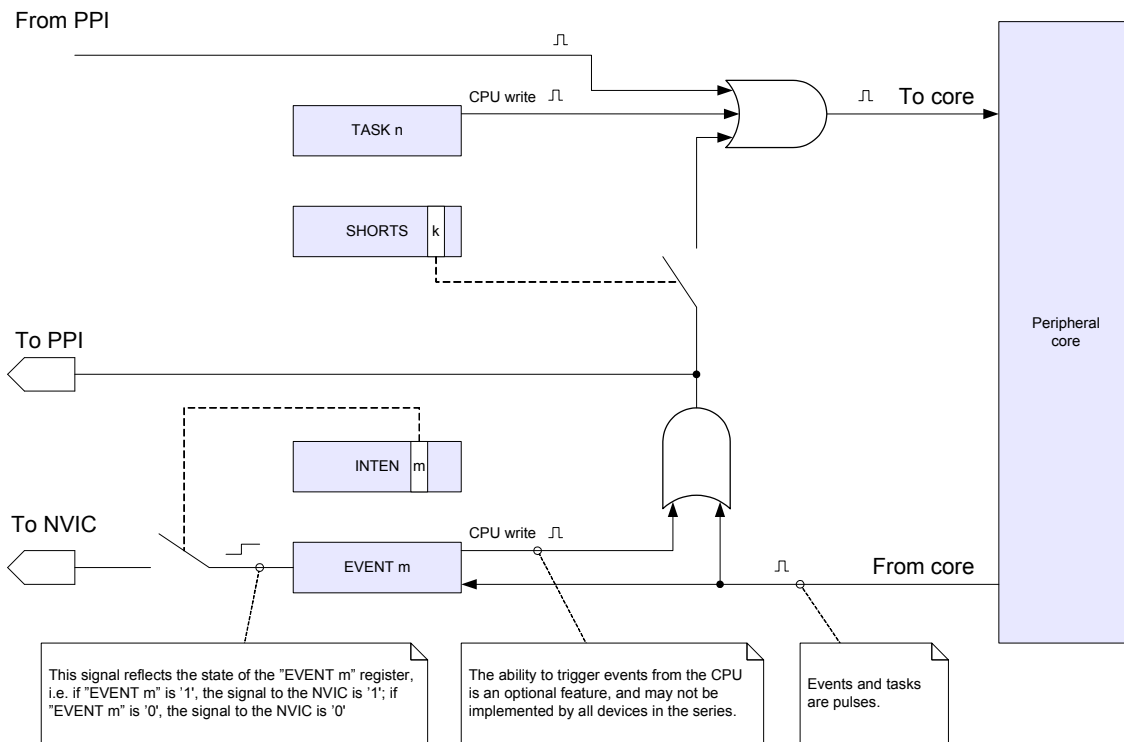 From PPI
CPU write
To core
TASK n
SHORTS
k
To PPI
Peripheral
core
INTEN
m
To NVIC
CPU write
EVENT m
From core
This signal reflects the state of the ”EVENT m” register,
i.e. if ”EVENT m” is '1', the signal to the NVIC is '1'; if
”EVENT m” is '0', the signal to the NVIC is '0'
The ability to trigger events from the CPU
is an optional feature, and may not be
implemented by all devices in the series.
Events and tasks
are pulses.